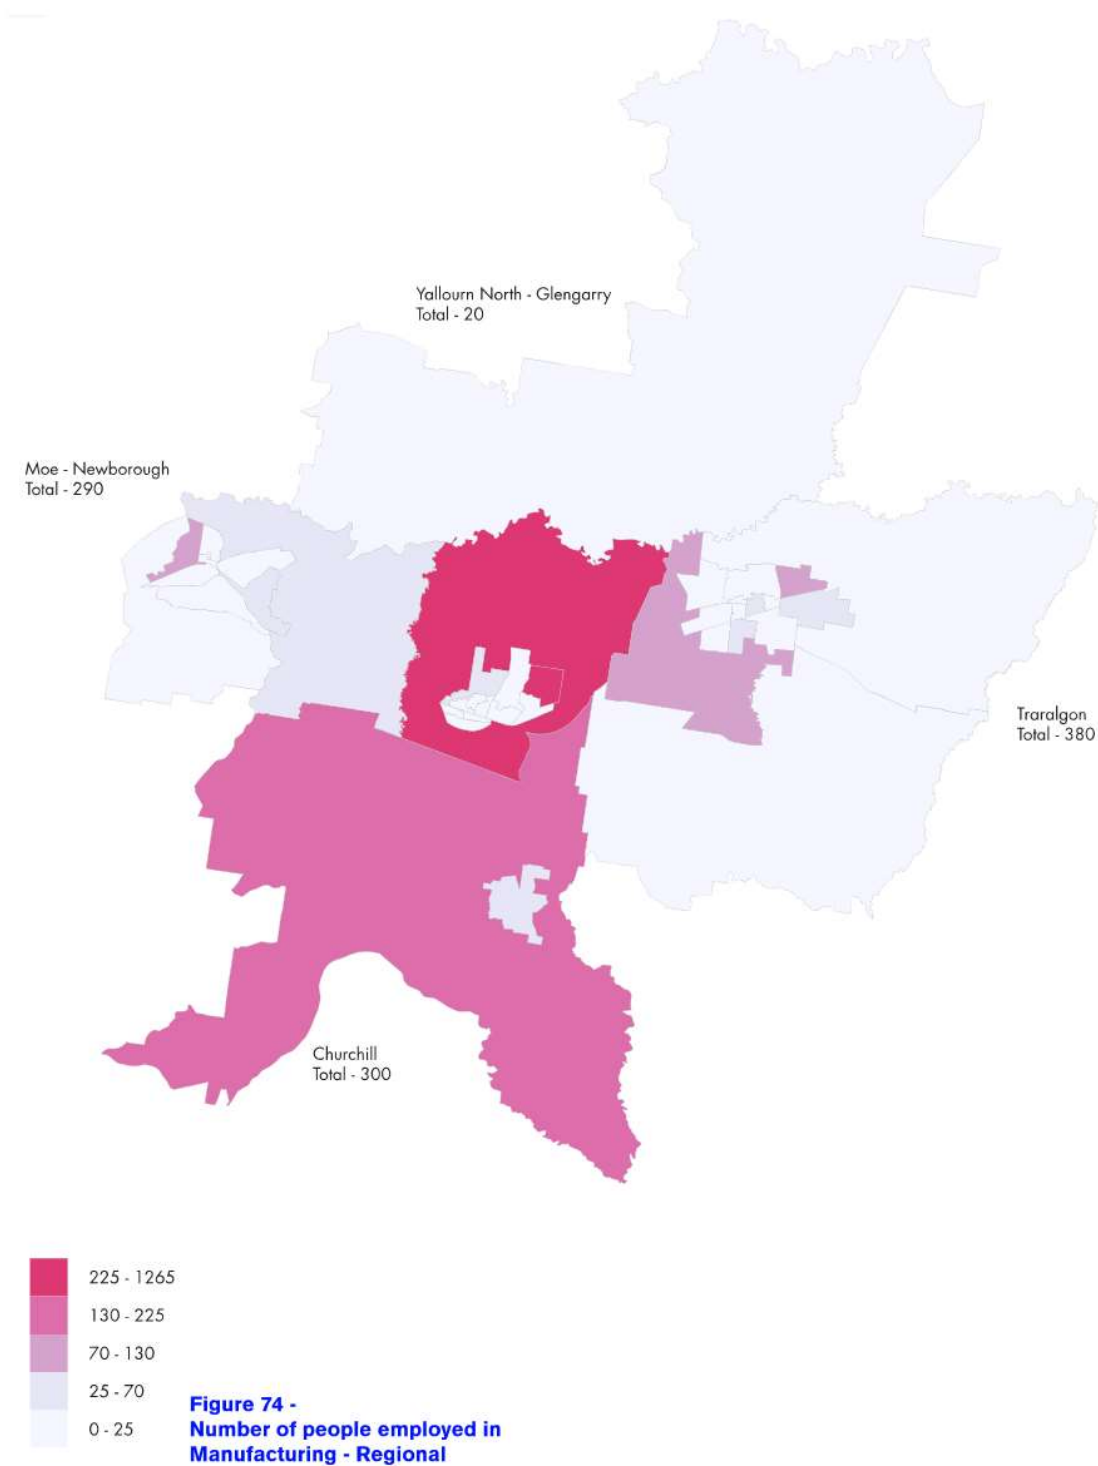 Yallourn North - Glengarry
Total - 20
Moe - Newborough
Total - 290
Traralgon
Total - 380
Churchill
Total - 300
225 - 1265
130 - 225
70 - 130
25 - 70
0 - 25
Figure 74 -
Number of people employed in
Manufacturing - Regional